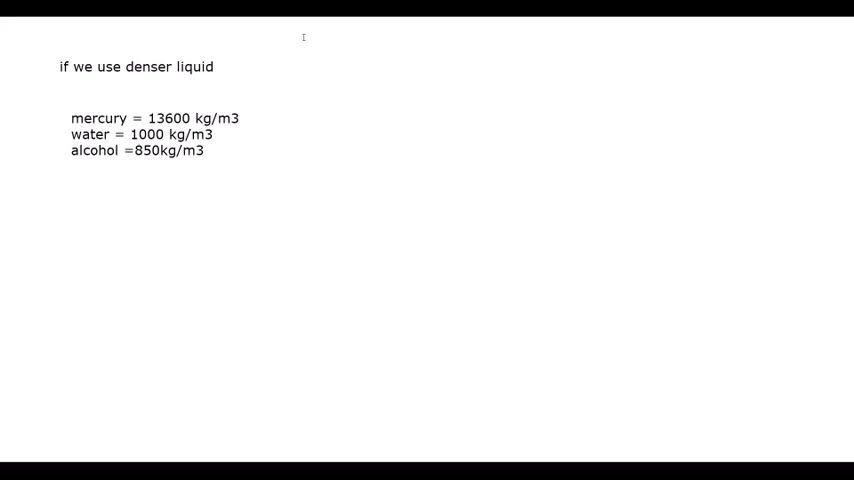 if we use denser liquid
mercury = 13600 kg/m3
water = 1000 kg/m3
alcohol =850kg/m3